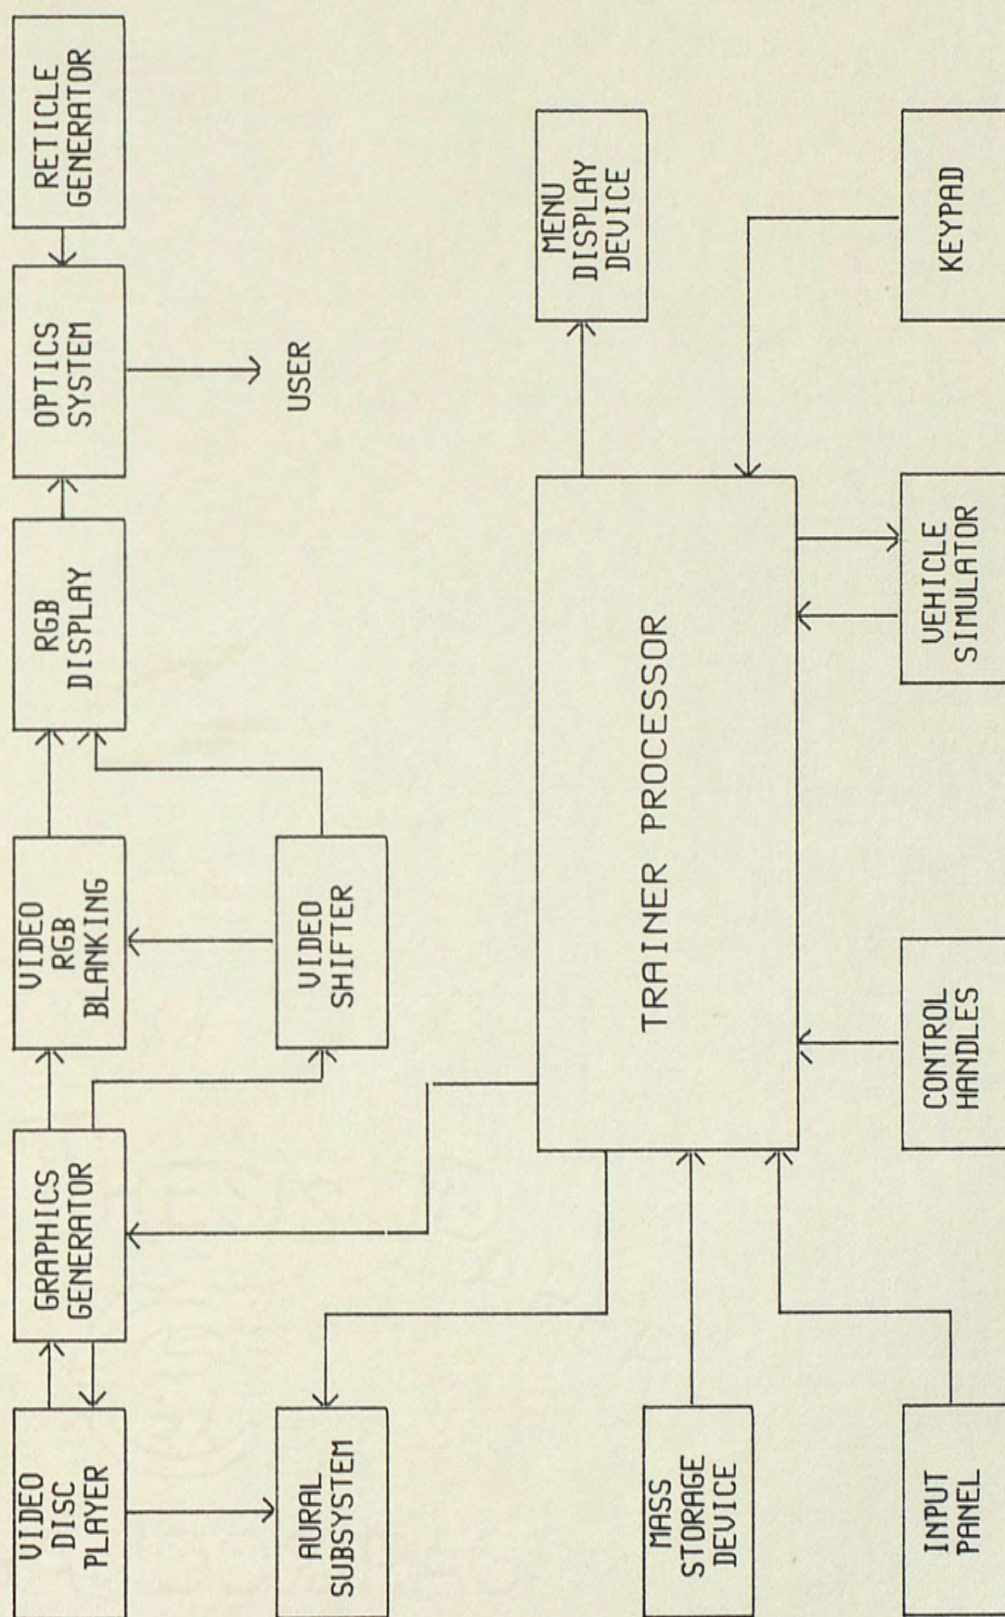 VIDEO
DISC
PLAYER
GRAPHICS
GENERATOR
VIDEO
RGB
BLANKING
RGB
DISPLAY
OPTICS
SYSTEM
RETICLE
GENERATOR
AURAL
SUBSYSTEM
VIDEO
SHIFTER
USER
MASS
STORAGE
DEVICE
TRAINER PROCESSOR
MENU
DISPLAY
DEVICE
INPUT
PANEL
CONTROL
HANDLES
VEHICLE
SIMULATOR
KEYPAD